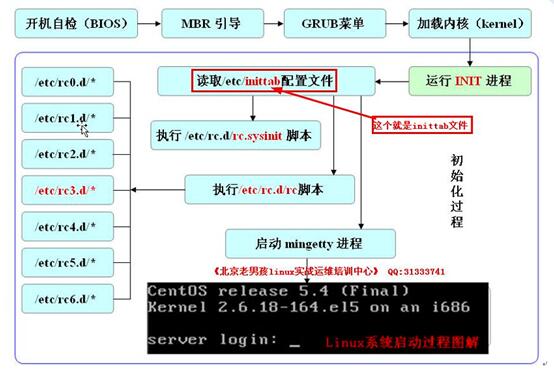 开机自检（BIOS）
MBR 引导
GRUB菜单
加载内核（kernel）
运行 INIT 进程
读取/etc/inittab配置文件
这个就是inittab文件
执行 /etc/rc.d/rc.sysinit 脚本
执行/etc/rc.d/rc脚本
启动 mingetty 进程
初始化过程
/etc/rc0.d/*
/etc/rc1.d/*
/etc/rc2.d/*
/etc/rc3.d/*
/etc/rc4.d/*
/etc/rc5.d/*
/etc/rc6.d/*
《北京老男孩linux实战运维培训中心》 QQ:31333741
CentOS release 5.4 (Final)
Kernel 2.6.18-164.el5 on an i686
server login: _
Linux系统启动过程图解